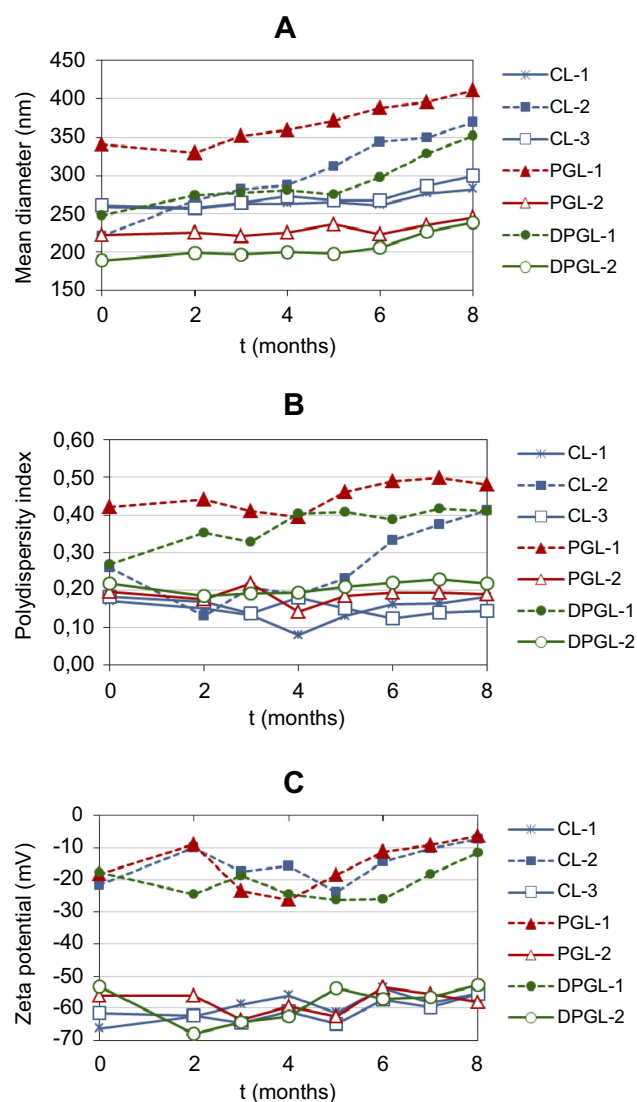 A
Mean diameter (nm)
450
400
350
300
250
200
150
0 2 4 6 8
t (months)
CL-1
CL-2
CL-3
PGL-1
PGL-2
DPGL-1
DPGL-2
B
Polydispersity index
0,60
0,50
0,40
0,30
0,20
0,10
0,00
0 2 4 6 8
t (months)
CL-1
CL-2
CL-3
PGL-1
PGL-2
DPGL-1
DPGL-2
C
Zeta potential (mV)
0
-10
-20
-30
-40
-50
-60
-70
0 2 4 6 8
t (months)
CL-1
CL-2
CL-3
PGL-1
PGL-2
DPGL-1
DPGL-2